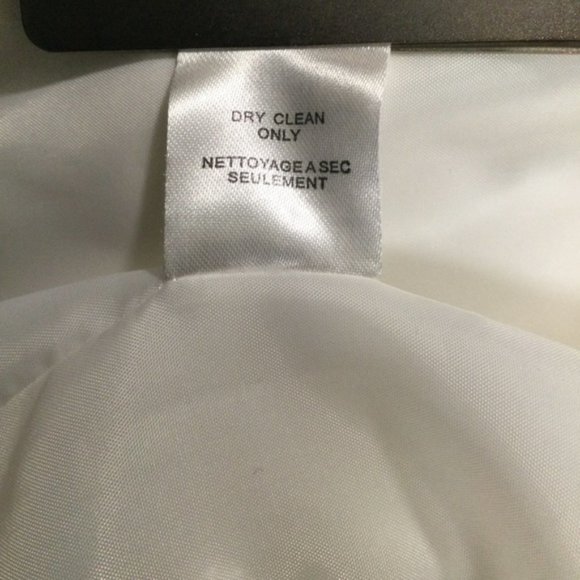 DRY CLEAN
ONLY
NETTOYAGE A SEC
SEULEMENT